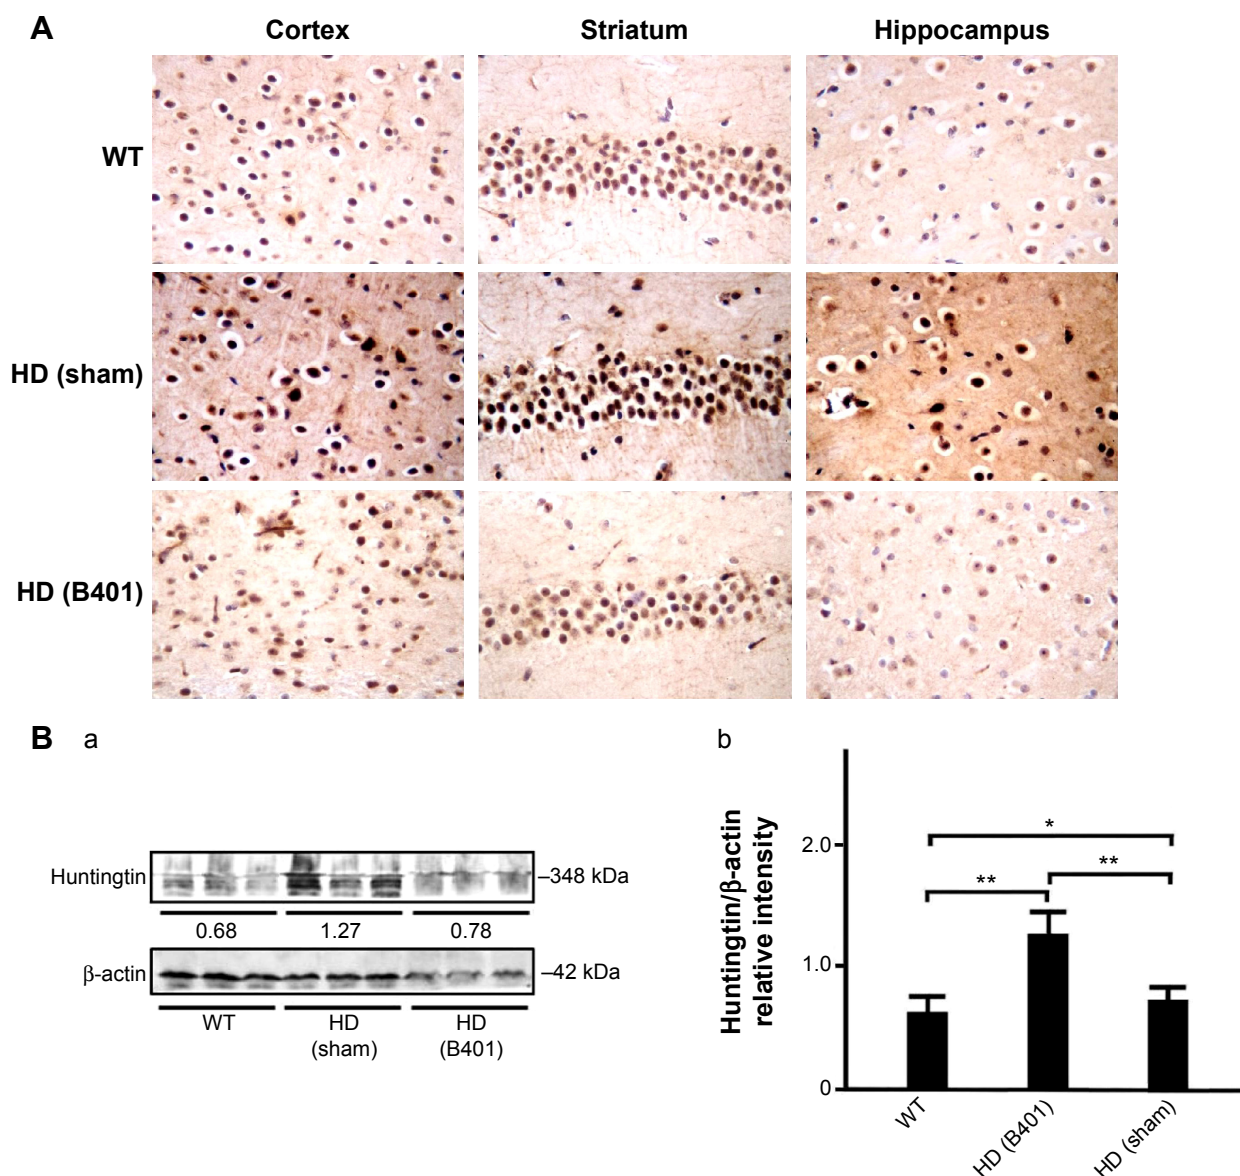 A
Cortex
Striatum
Hippocampus
WT
HD (sham)
HD (B401)
B
a
Huntingtin
–348 kDa
0.68
1.27
0.78
β-actin
–42 kDa
WT
HD
(sham)
HD
(B401)
b
Huntingtin/β-actin
relative intensity
2.0
1.0
0
*
**
**
WT
HD (B401)
HD (sham)